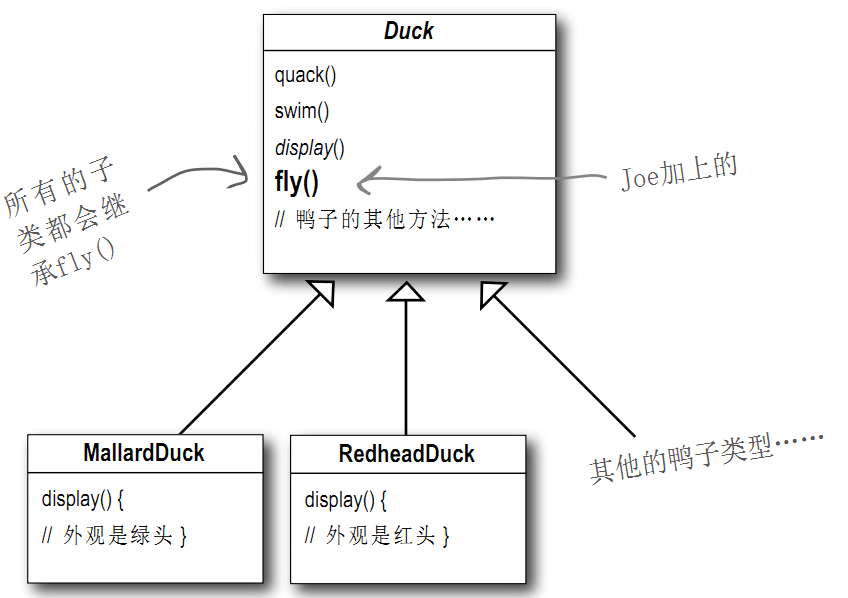 Duck
quack()
swim()
display()
fly()
// 鸭子的其他方法……
所有的子
类都会继
承fly()
Joe加上的
MallardDuck
display() {
// 外观是绿头 }
RedheadDuck
display() {
// 外观是红头 }
其他的鸭子类型……